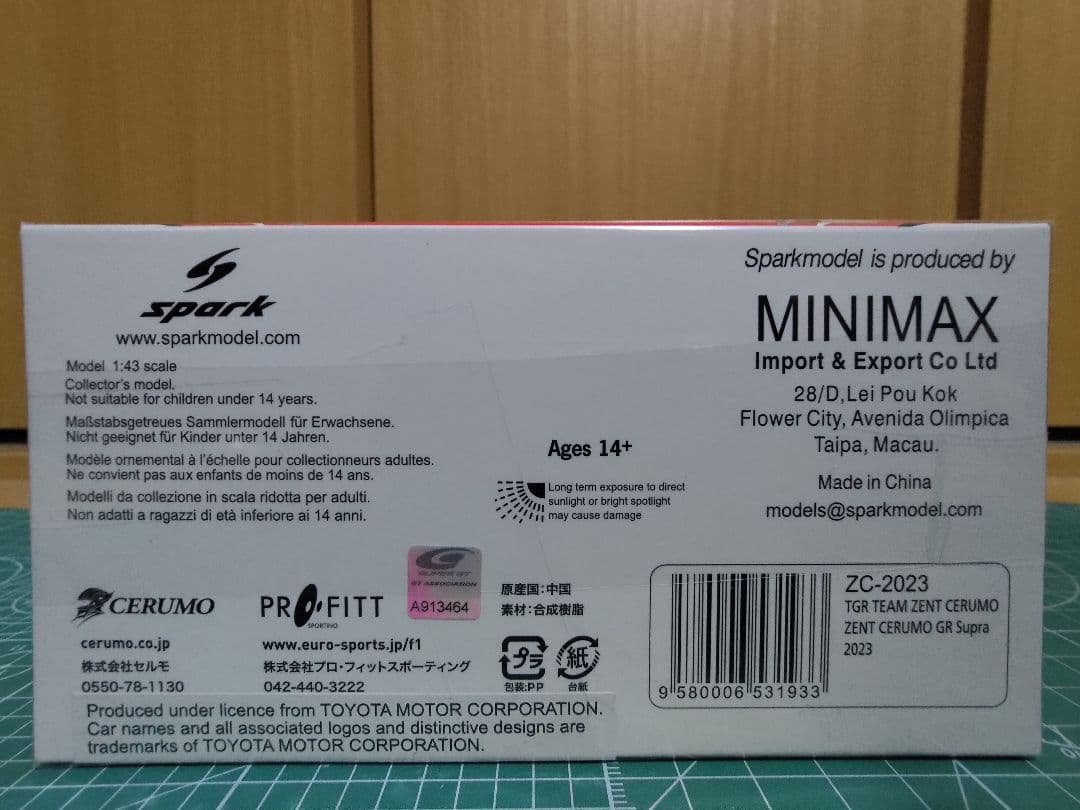 spark
www.sparkmodel.com
Model 1:43 scale
Collector's model.
Not suitable for children under 14 years.
Maßstabsgetreues Sammlermodell für Erwachsene.
Nicht geeignet für Kinder unter 14 Jahren.
Modèle ornemental à l'échelle pour collectionneurs adultes.
Ne convient pas aux enfants de moins de 14 ans.
Modelli da collezione in scala ridotta per adulti.
Non adatti a ragazzi di età inferiore ai 14 anni.
Ages 14+
Long term exposure to direct
sunlight or bright spotlight
may cause damage
Sparkmodel is produced by
MINIMAX
Import & Export Co Ltd
28/D,Lei Pou Kok
Flower City, Avenida Olimpica
Taipa, Macau.
Made in China
models@sparkmodel.com
CERUMO
cerumo.co.jp
株式会社セルモ
0550-78-1130
PROFITT
SPORTING
www.euro-sports.jp/f1
株式会社プロ・フィットスポーティング
042-440-3222
SUPER GT
GT ASSOCIATION
A913464
原産国:中国
素材:合成樹脂
プラ
包装:PP
紙
台紙
ZC-2023
TGR TEAM ZENT CERUMO
ZENT CERUMO GR Supra
2023
9 580006 531933
Produced under licence from TOYOTA MOTOR CORPORATION.
Car names and all associated logos and distinctive designs are
trademarks of TOYOTA MOTOR CORPORATION.